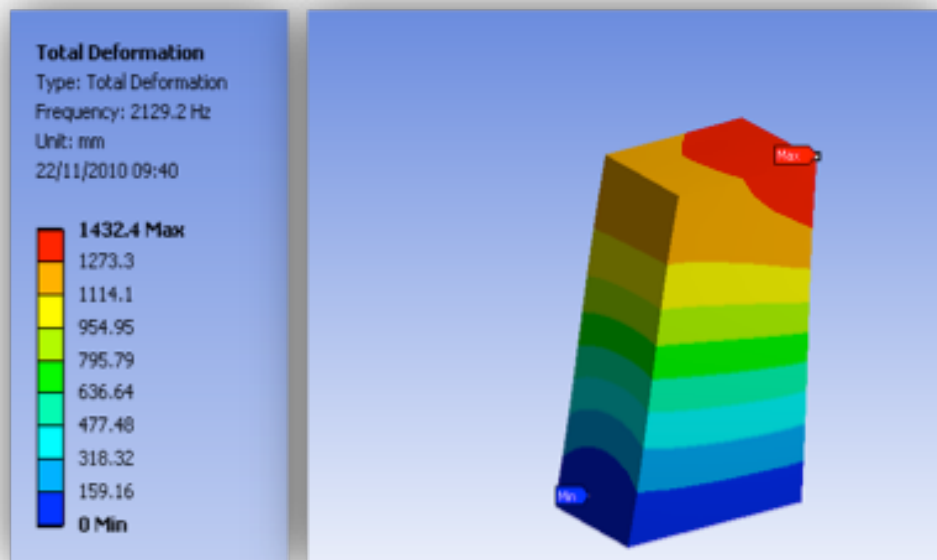 Total Deformation
Type: Total Deformation
Frequency: 2129.2 Hz
Unit: mm
22/11/2010 09:40
1432.4 Max
1273.3
1114.1
954.95
795.79
636.64
477.48
318.32
159.16
0 Min
Max
Min